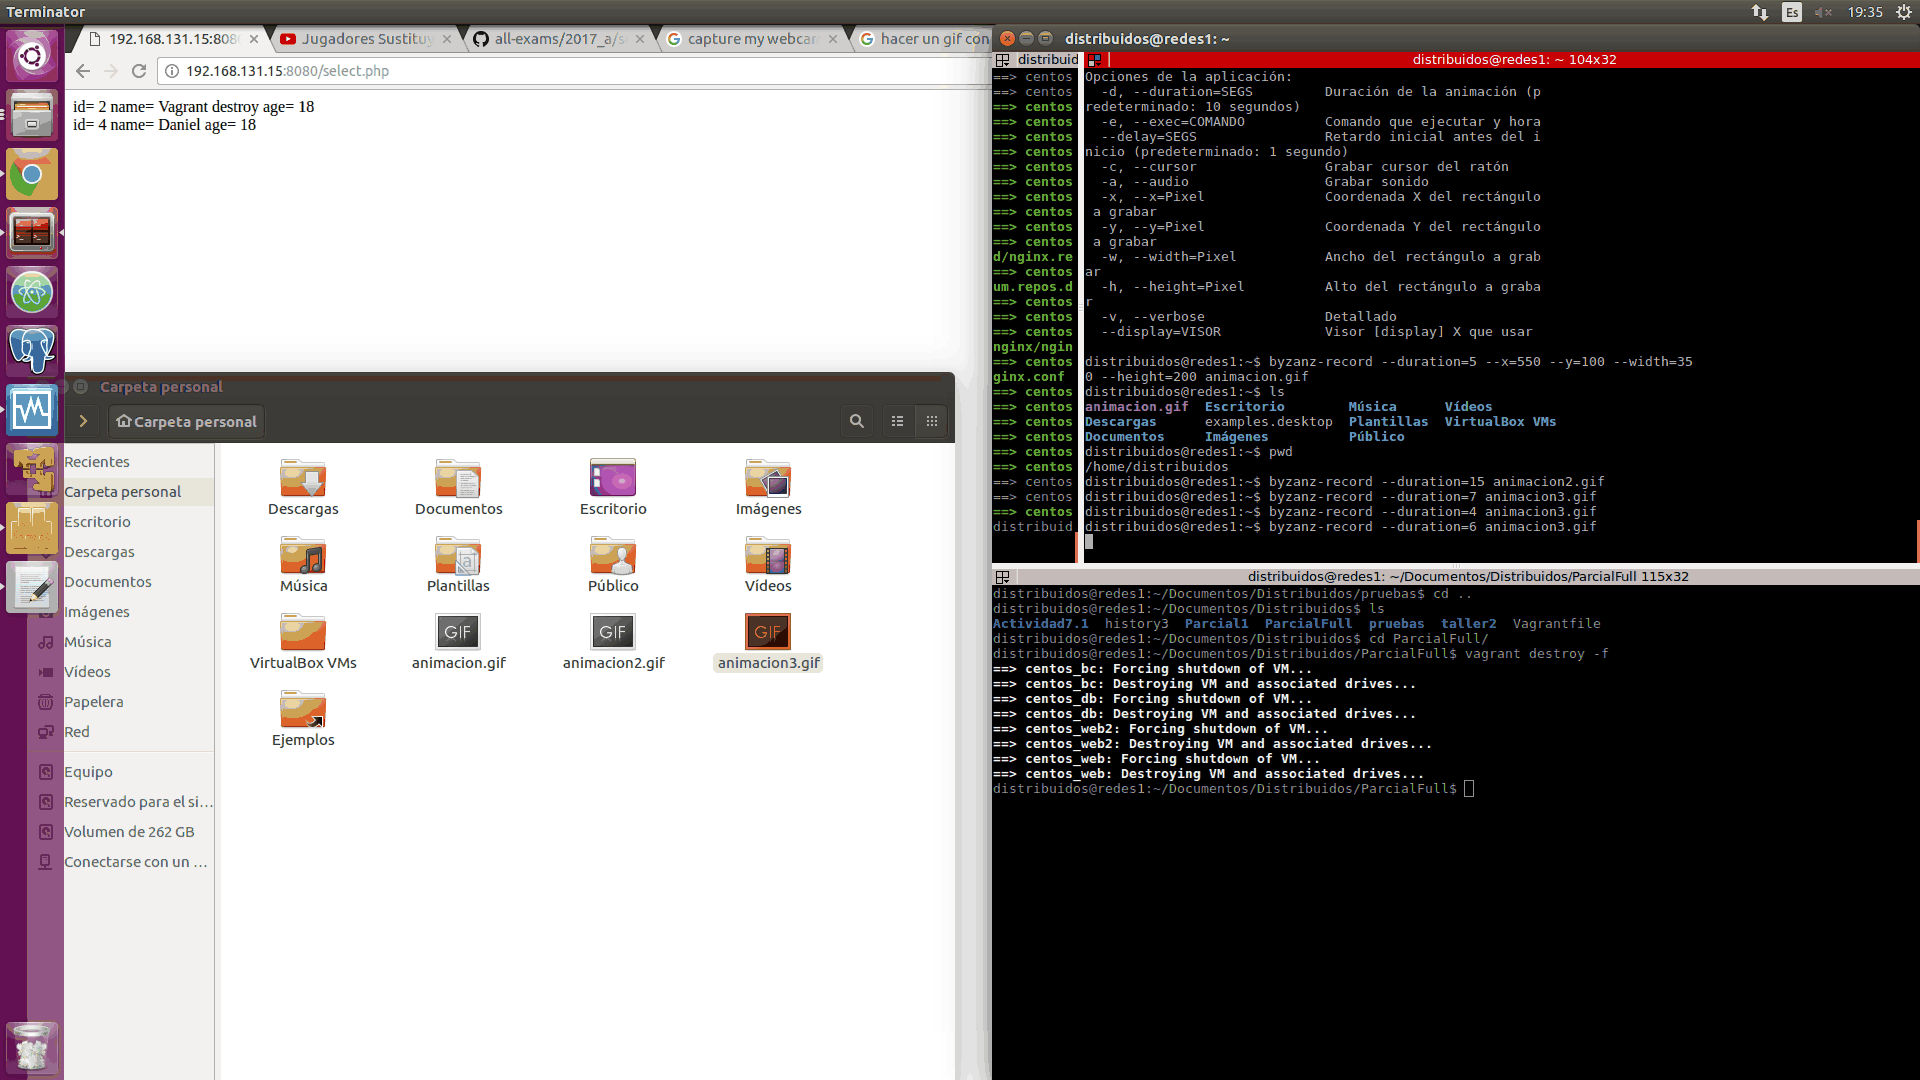 Terminator
Es
19:35
192.168.131.15:808
Jugadores Sustituy
all-exams/2017_a/s
capture my webca
hacer un gif con
192.168.131.15:8080/select.php
id= 2 name= Vagrant destroy age= 18
id= 4 name= Daniel age= 18
Carpeta personal
Carpeta personal
Recientes
Carpeta personal
Escritorio
Descargas
Documentos
Imágenes
Música
Vídeos
Papelera
Red
Equipo
Reservado para el si...
Volumen de 262 GB
Conectarse con un ...
Descargas
Documentos
Escritorio
Imágenes
Música
Plantillas
Público
Vídeos
VirtualBox VMs
GIF
animacion.gif
GIF
animacion2.gif
GIF
animacion3.gif
Ejemplos
distribuidos@redes1: ~
distribuid
==> centos
==> centos
==> centos
==> centos
==> centos
==> centos
==> centos
==> centos
==> centos
==> centos
==> centos
==> centos
d/nginx.re
==> centos
um.repos.d
==> centos
==> centos
==> centos
nginx/ngin
==> centos
ginx.conf
==> centos
==> centos
==> centos
==> centos
==> centos
==> centos
==> centos
==> centos
==> centos
distribuid
distribuidos@redes1: ~ 104x32
Opciones de la aplicación:
-d, --duration=SEGS Duración de la animación (p
redeterminado: 10 segundos)
-e, --exec=COMANDO Comando que ejecutar y hora
--delay=SEGS Retardo inicial antes del i
nicio (predeterminado: 1 segundo)
-c, --cursor Grabar cursor del ratón
-a, --audio Grabar sonido
-x, --x=Pixel Coordenada X del rectángulo
a grabar
-y, --y=Pixel Coordenada Y del rectángulo
a grabar
-w, --width=Pixel Ancho del rectángulo a grab
ar
-h, --height=Pixel Alto del rectángulo a graba
r
-v, --verbose Detallado
--display=VISOR Visor [display] X que usar
distribuidos@redes1:~$ byzanz-record --duration=5 --x=550 --y=100 --width=35
0 --height=200 animacion.gif
distribuidos@redes1:~$ ls
animacion.gif Escritorio Música Vídeos
Descargas examples.desktop Plantillas VirtualBox VMs
Documentos Imágenes Público
distribuidos@redes1:~$ pwd
/home/distribuidos
distribuidos@redes1:~$ byzanz-record --duration=15 animacion2.gif
distribuidos@redes1:~$ byzanz-record --duration=7 animacion3.gif
distribuidos@redes1:~$ byzanz-record --duration=4 animacion3.gif
distribuidos@redes1:~$ byzanz-record --duration=6 animacion3.gif
distribuidos@redes1: ~/Documentos/Distribuidos/ParcialFull 115x32
distribuidos@redes1:~/Documentos/Distribuidos/pruebas$ cd ..
distribuidos@redes1:~/Documentos/Distribuidos$ ls
Actividad7.1 history3 Parcial1 ParcialFull pruebas taller2 Vagrantfile
distribuidos@redes1:~/Documentos/Distribuidos$ cd ParcialFull/
distribuidos@redes1:~/Documentos/Distribuidos/ParcialFull$ vagrant destroy -f
==> centos_bc: Forcing shutdown of VM...
==> centos_bc: Destroying VM and associated drives...
==> centos_db: Forcing shutdown of VM...
==> centos_db: Destroying VM and associated drives...
==> centos_web2: Forcing shutdown of VM...
==> centos_web2: Destroying VM and associated drives...
==> centos_web: Forcing shutdown of VM...
==> centos_web: Destroying VM and associated drives...
distribuidos@redes1:~/Documentos/Distribuidos/ParcialFull$